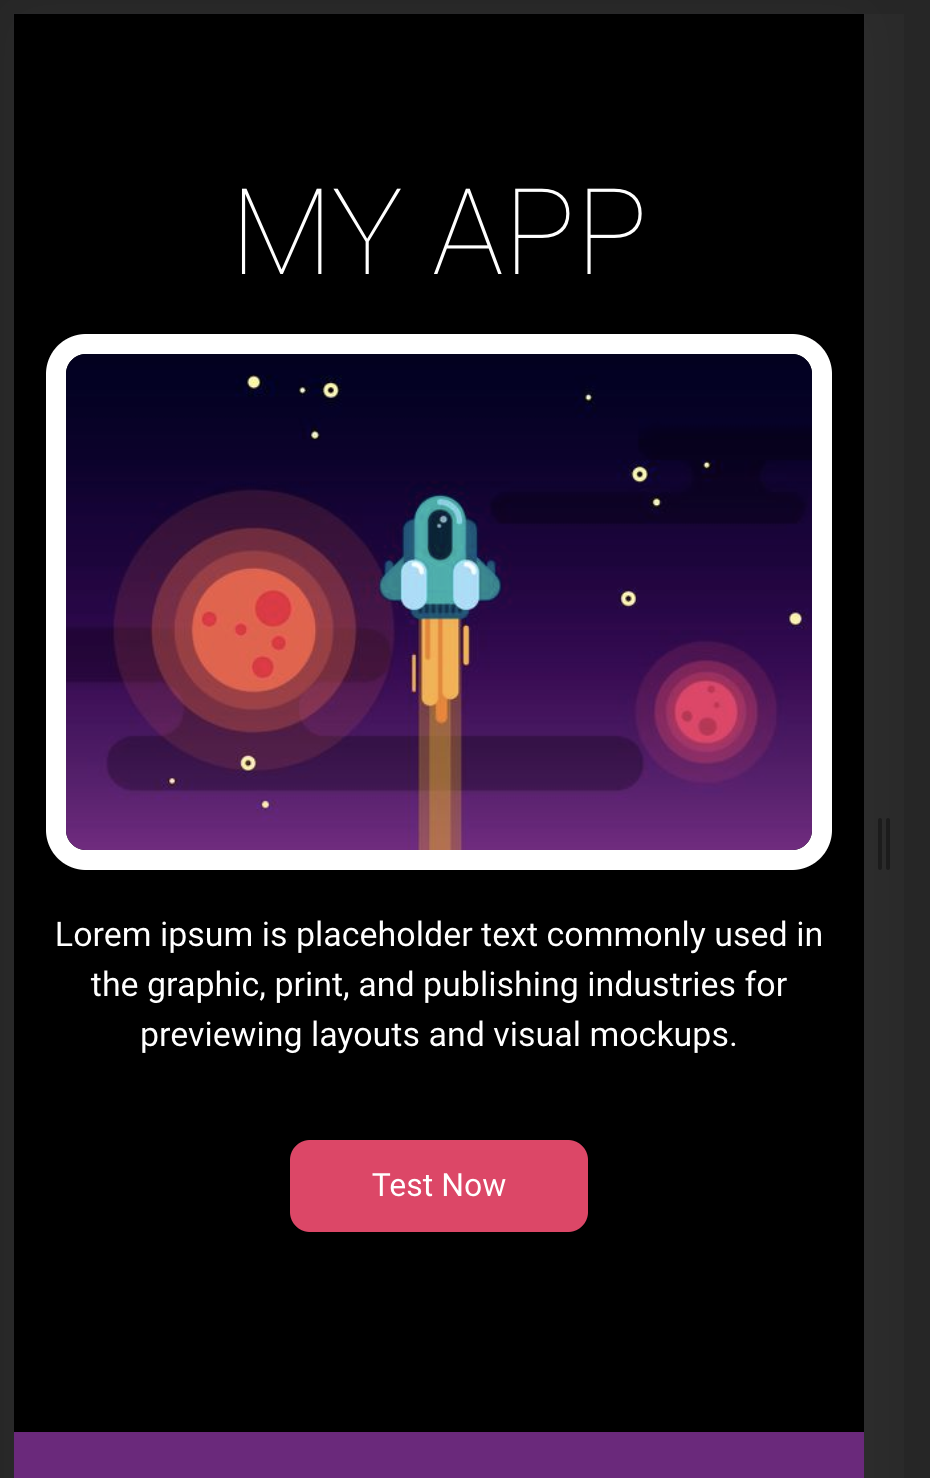 MY APP
Lorem ipsum is placeholder text commonly used in
the graphic, print, and publishing industries for
previewing layouts and visual mockups.
Test Now